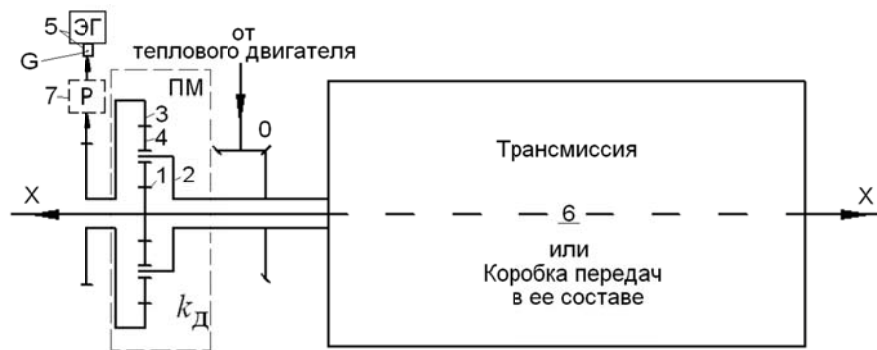 5 ЭГ
G
7 Р
ПМ
3
4
1
2
k Д
от
теплового двигателя
0
X
Трансмиссия
6
или
Коробка передач
в ее составе
X